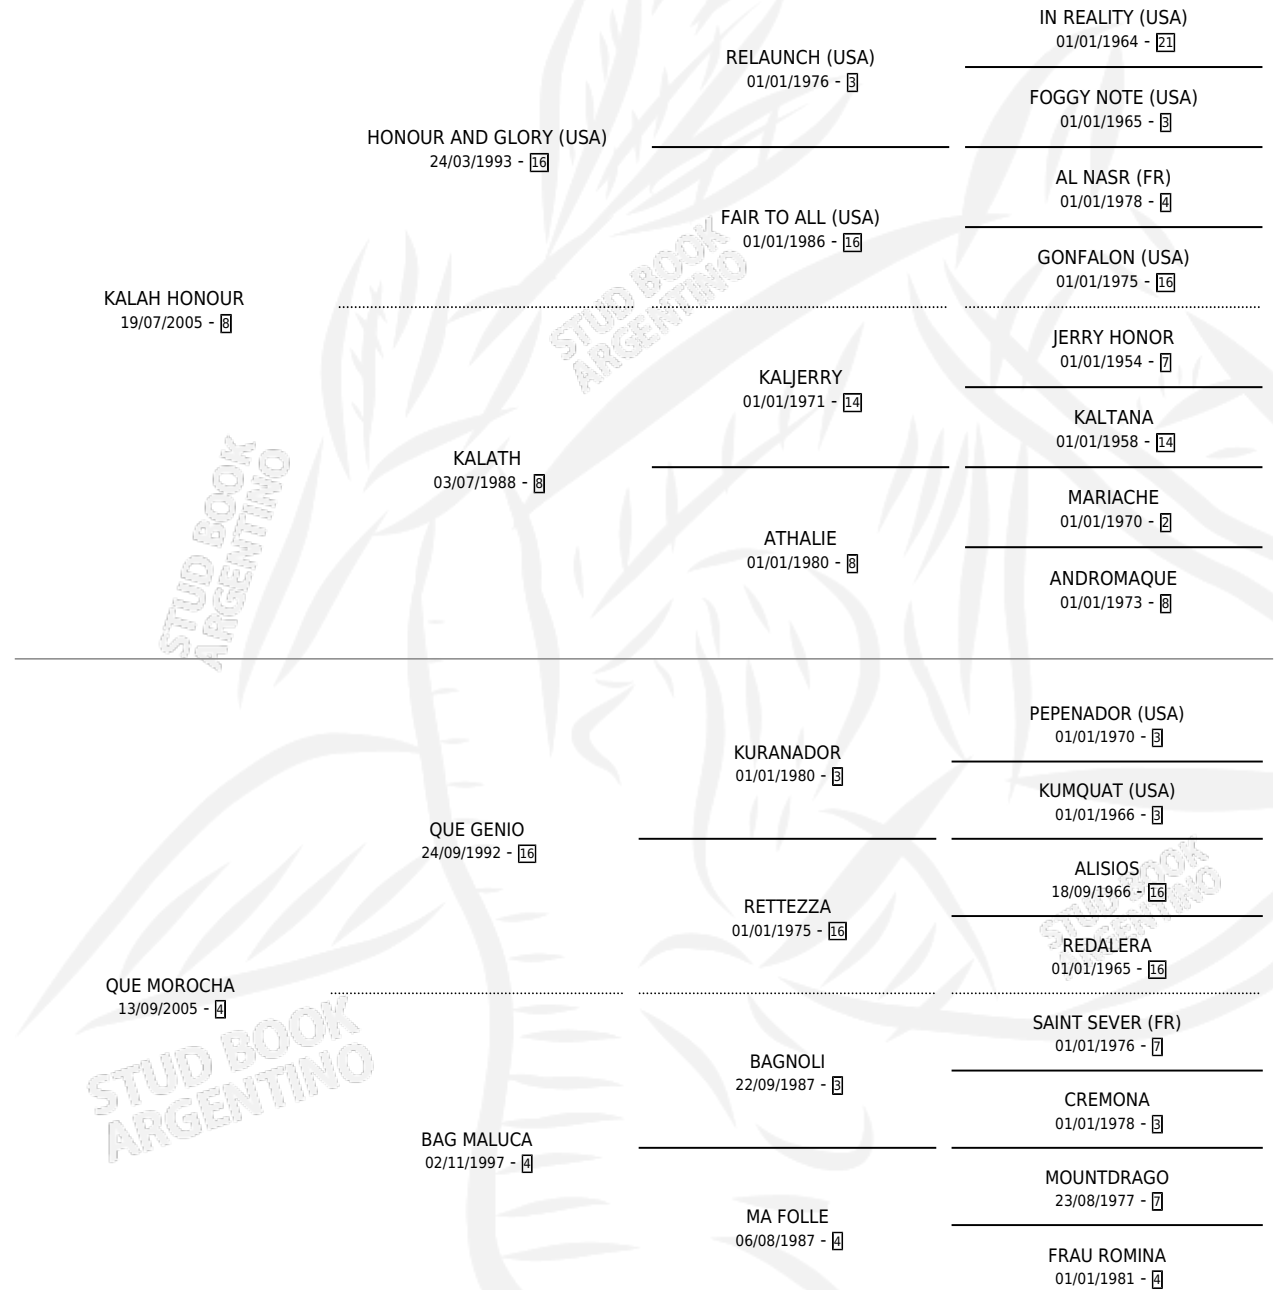 IN REALITY (USA)
01/01/1964 - 21
RELAUNCH (USA)
01/01/1976 - 3
FOGGY NOTE (USA)
01/01/1965 - 3
HONOUR AND GLORY (USA)
24/03/1993 - 16
AL NASR (FR)
01/01/1978 - 4
FAIR TO ALL (USA)
01/01/1986 - 16
GONFALON (USA)
01/01/1975 - 16
KALAH HONOUR
19/07/2005 - 8
STUD BOOK
ARGENTINO
JERRY HONOR
01/01/1954 - 7
KALJERRY
01/01/1971 - 14
KALTANA
01/01/1958 - 14
KALATH
03/07/1988 - 8
MARIACHE
01/01/1970 - 2
ATHALIE
01/01/1980 - 8
ANDROMAQUE
01/01/1973 - 8
STUD BOOK
ARGENTINO
PEPENADOR (USA)
01/01/1970 - 3
KURANADOR
01/01/1980 - 3
KUMQUAT (USA)
01/01/1966 - 3
QUE GENIO
24/09/1992 - 16
ALISIOS
18/09/1966 - 16
RETTEZZA
01/01/1975 - 16
STUD BOOK
ARGENTINO
REDALERA
01/01/1965 - 16
QUE MOROCHA
13/09/2005 - 4
SAINT SEVER (FR)
01/01/1976 - 7
BAGNOLI
22/09/1987 - 3
STUD BOOK
ARGENTINO
CREMONA
01/01/1978 - 3
BAG MALUCA
02/11/1997 - 4
MOUNTDRAGO
23/08/1977 - 7
MA FOLLE
06/08/1987 - 4
FRAU ROMINA
01/01/1981 - 4